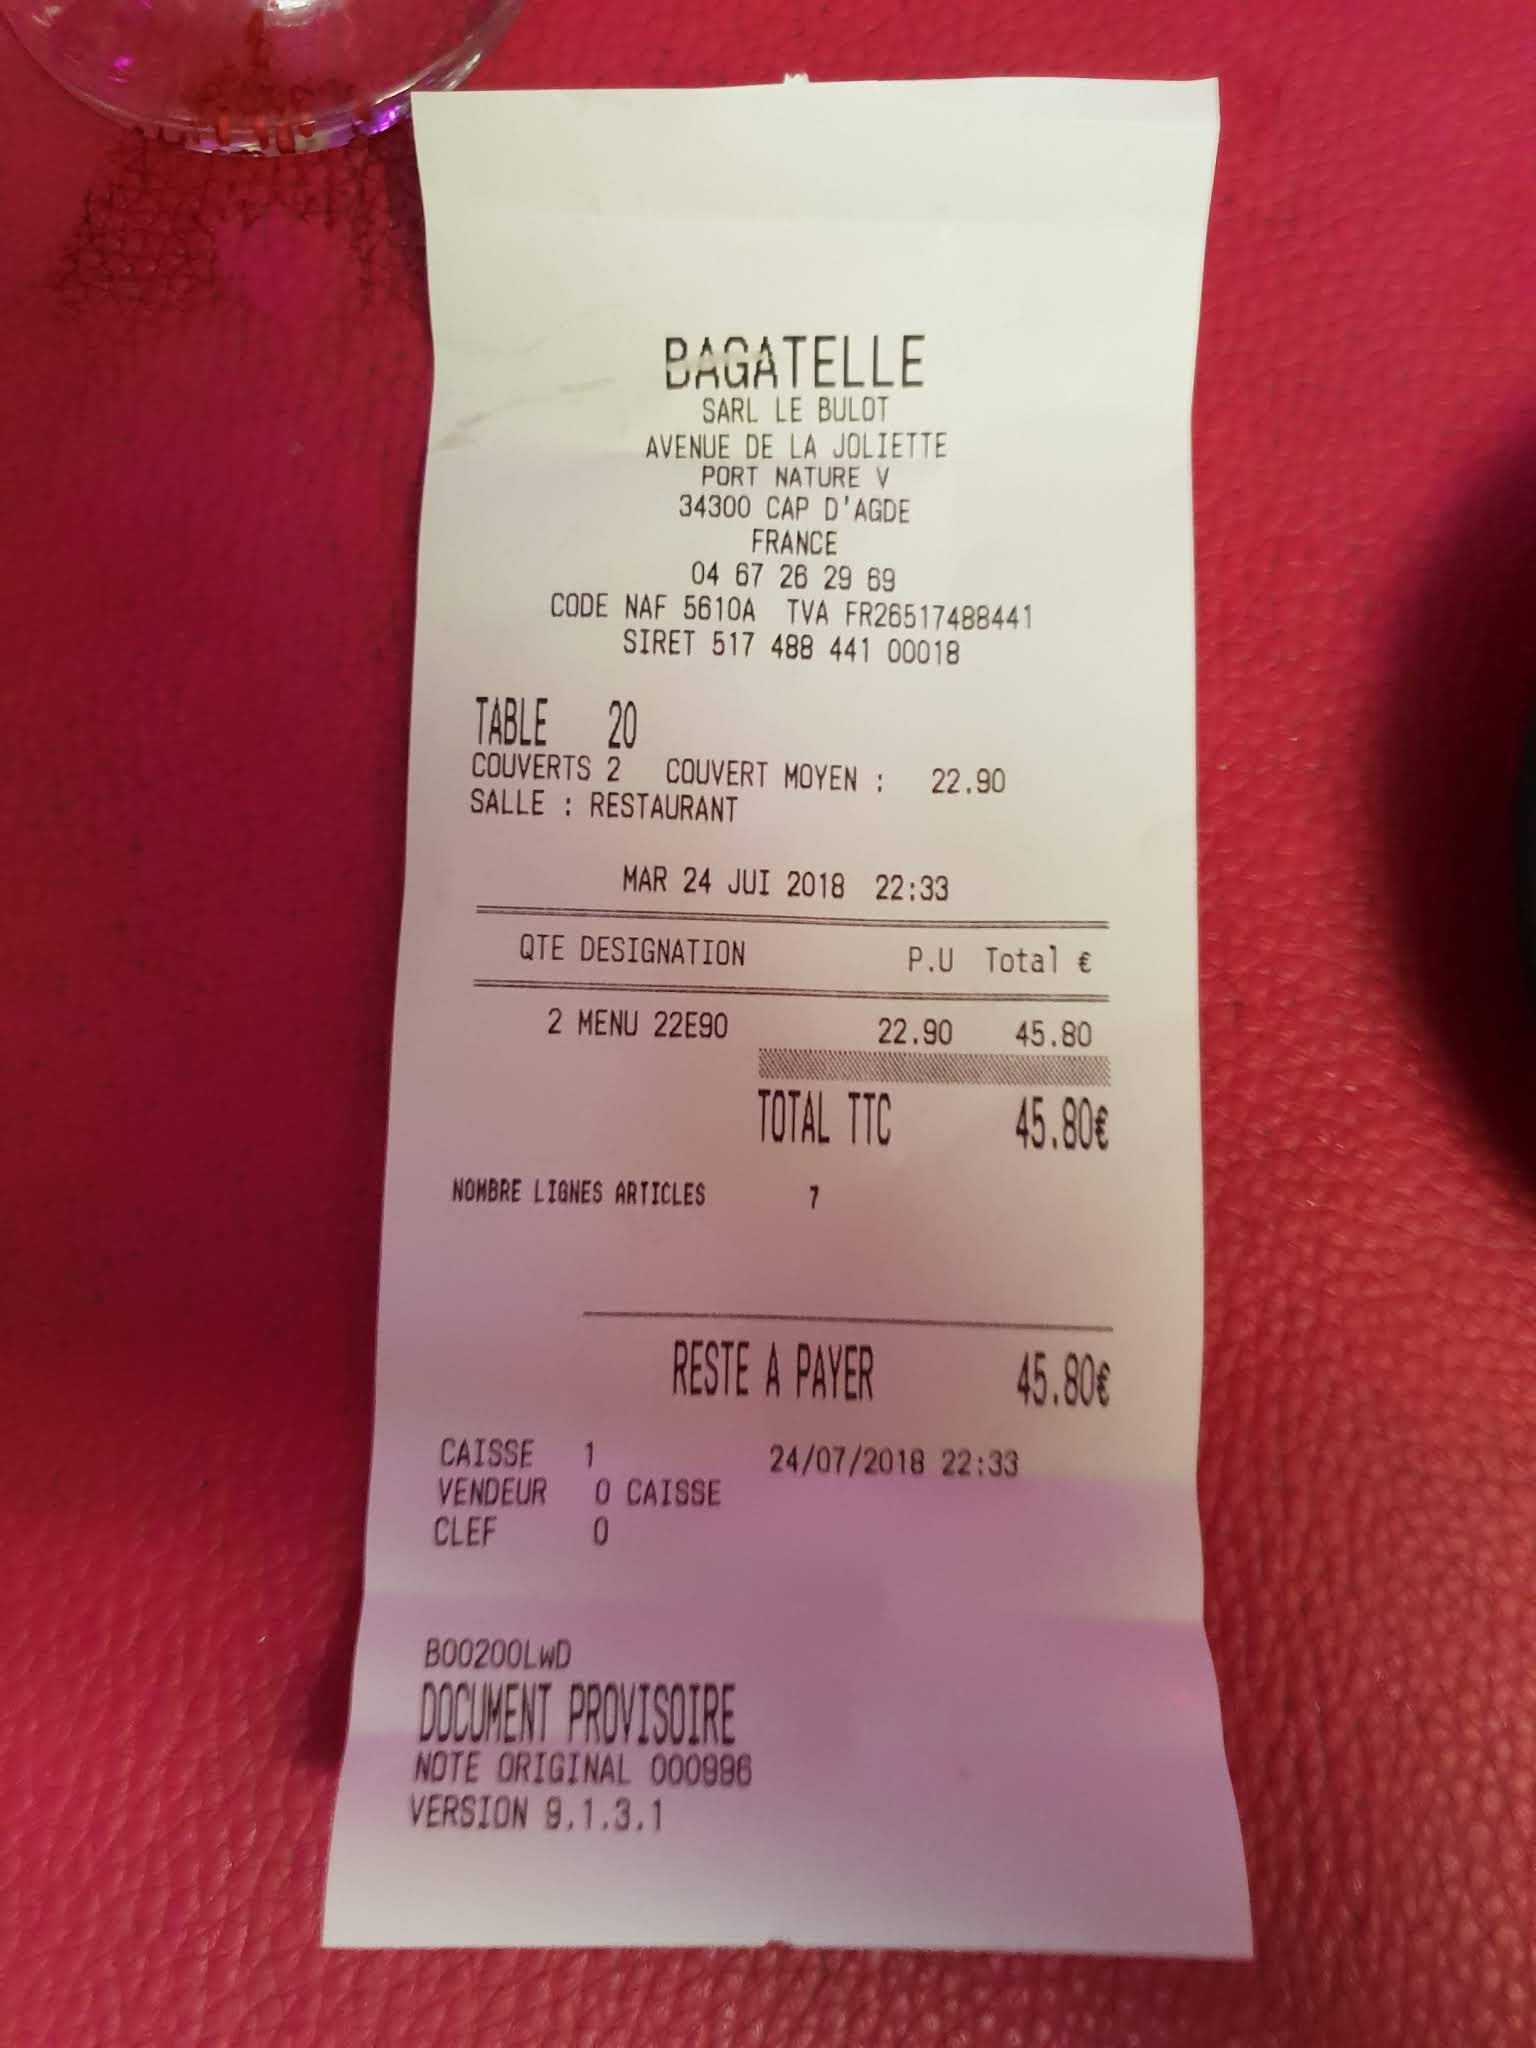 BAGATELLE
SARL LE BULOT
AVENUE DE LA JOLIETTE
PORT NATURE V
34300 CAP D'AGDE
FRANCE
04 67 26 29 69
CODE NAF 5610A TVA FR26517488441
SIRET 517 488 441 00018
TABLE 20
COUVERTS 2 COUVERT MOYEN : 22.90
SALLE : RESTAURANT
MAR 24 JUI 2018 22:33
QTE DESIGNATION P.U Total €
2 MENU 22E90 22.90 45.80
TOTAL TTC 45.80€
NOMBRE LIGNES ARTICLES 7
RESTE A PAYER 45.80€
CAISSE 1 24/07/2018 22:33
VENDEUR 0 CAISSE
CLEF 0
B00200LwD
DOCUMENT PROVISOIRE
NOTE ORIGINAL 000996
VERSION 9.1.3.1